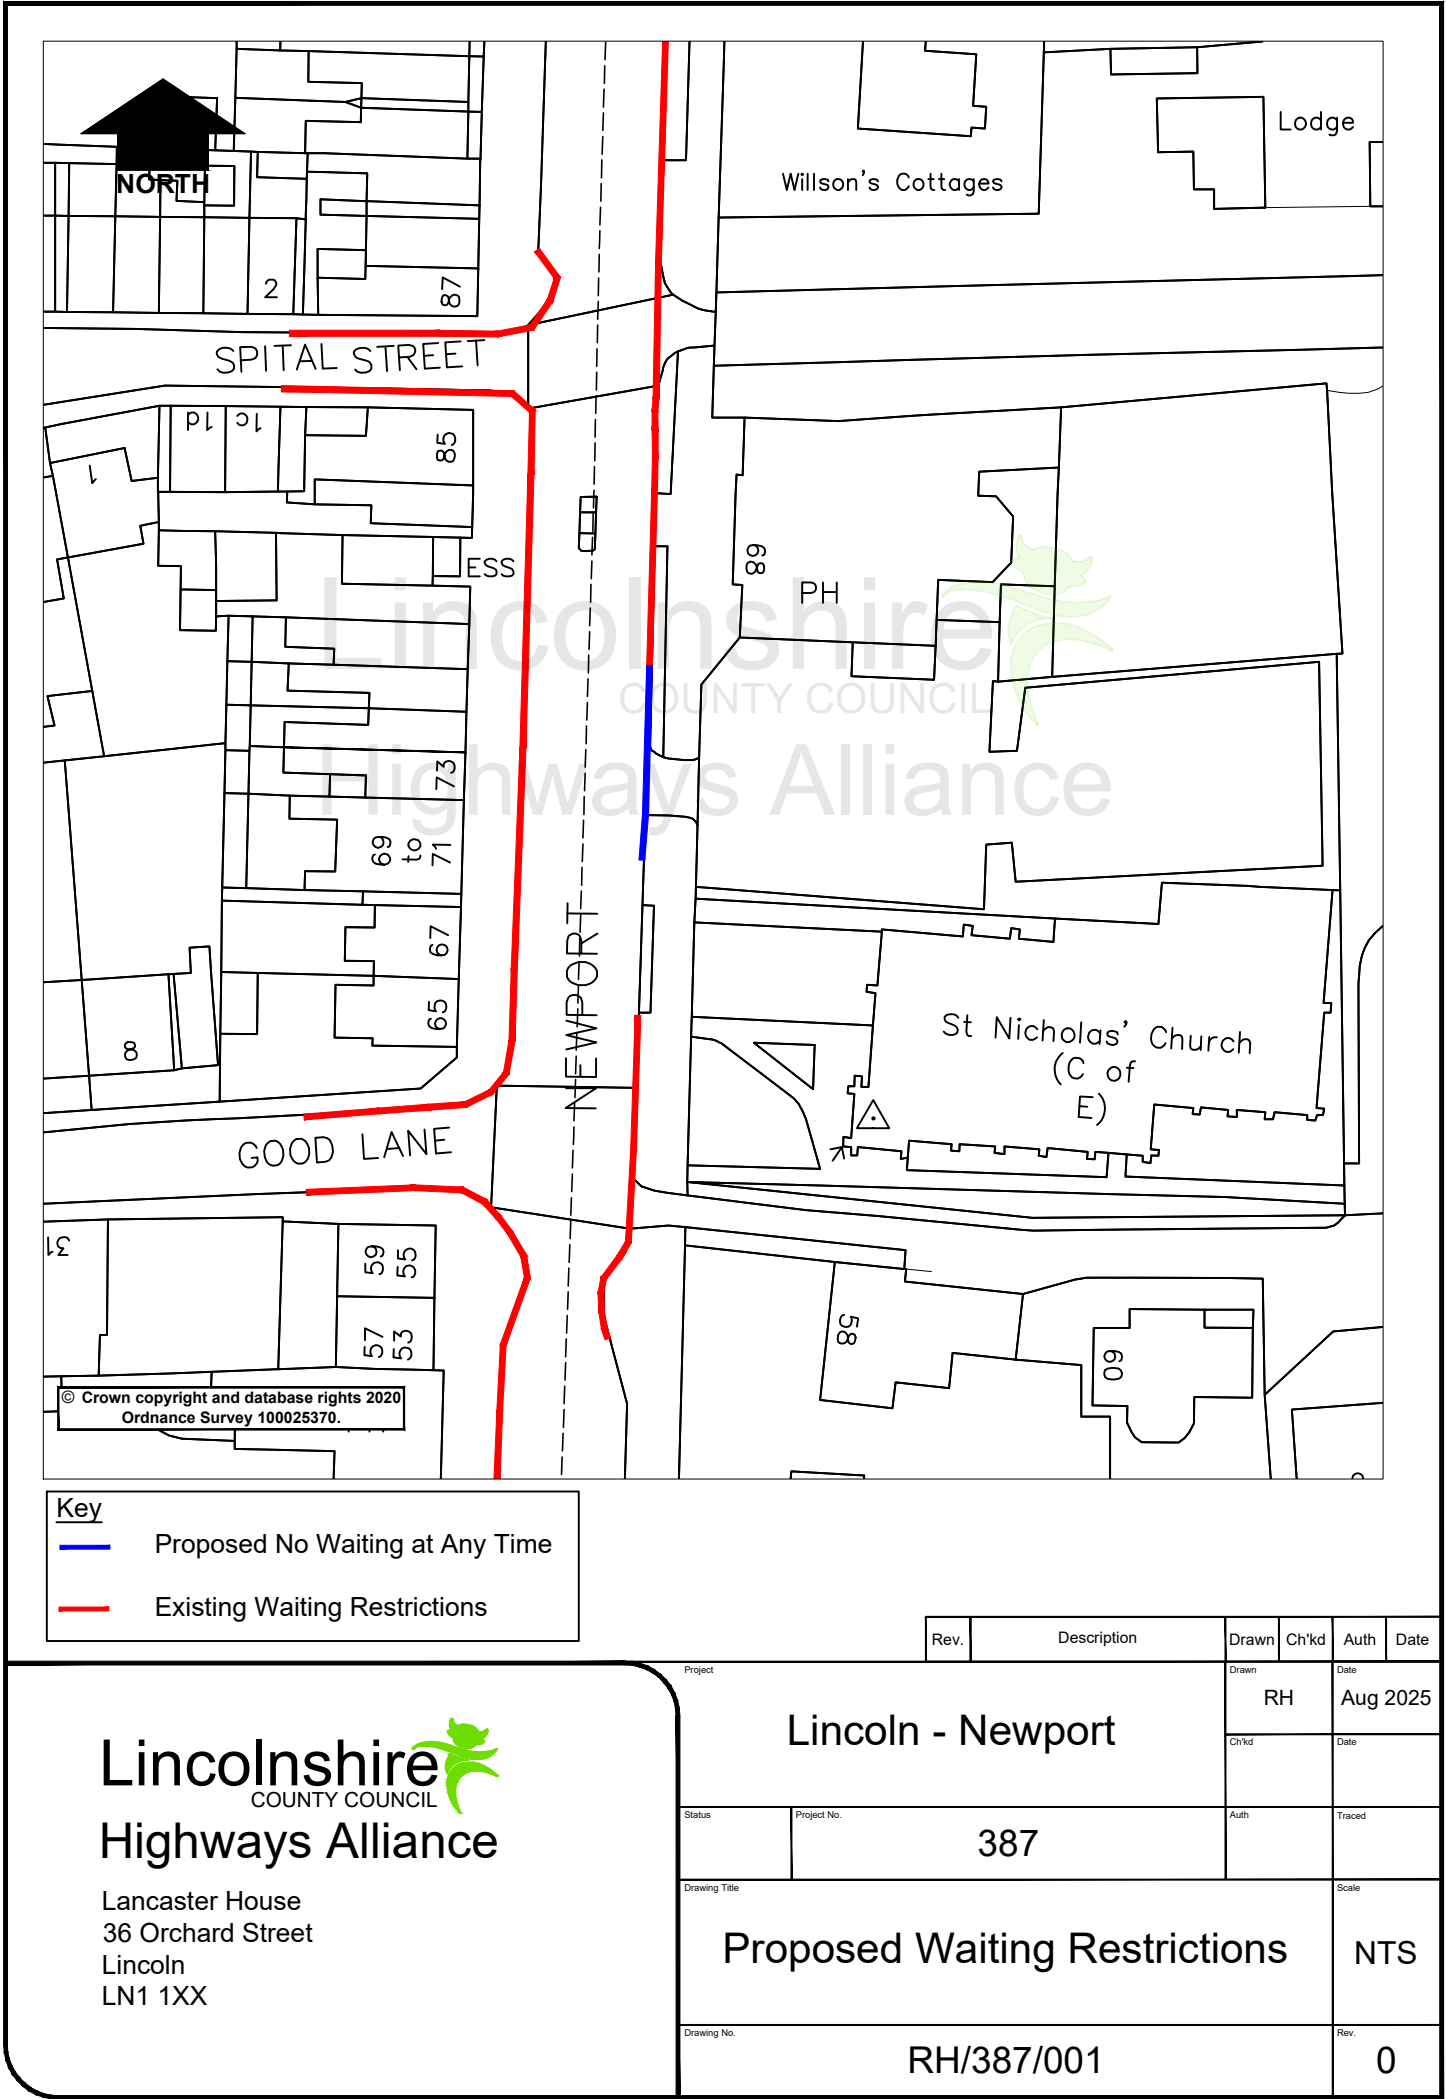 NORTH
Lodge
Willson's Cottages
2
87
SPITAL STREET
1d
1c
1
85
ESS
68
PH
Lincolnshire
COUNTY COUNCIL
Highways Alliance
73
69
to
71
67
65
NEWPORT
8
St Nicholas' Church
(C of
E)
GOOD LANE
31
59
55
57
53
58
60
© Crown copyright and database rights 2020
Ordnance Survey 100025370.
Key
Proposed No Waiting at Any Time
Existing Waiting Restrictions
Rev.
Description
Drawn
Ch'kd
Auth
Date
Lincolnshire
COUNTY COUNCIL
Highways Alliance
Lancaster House
36 Orchard Street
Lincoln
LN1 1XX
Project
Lincoln - Newport
Drawn
RH
Date
Aug 2025
Ch'kd
Date
Status
Project No.
387
Auth
Traced
Drawing Title
Proposed Waiting Restrictions
Scale
NTS
Drawing No.
RH/387/001
Rev.
0